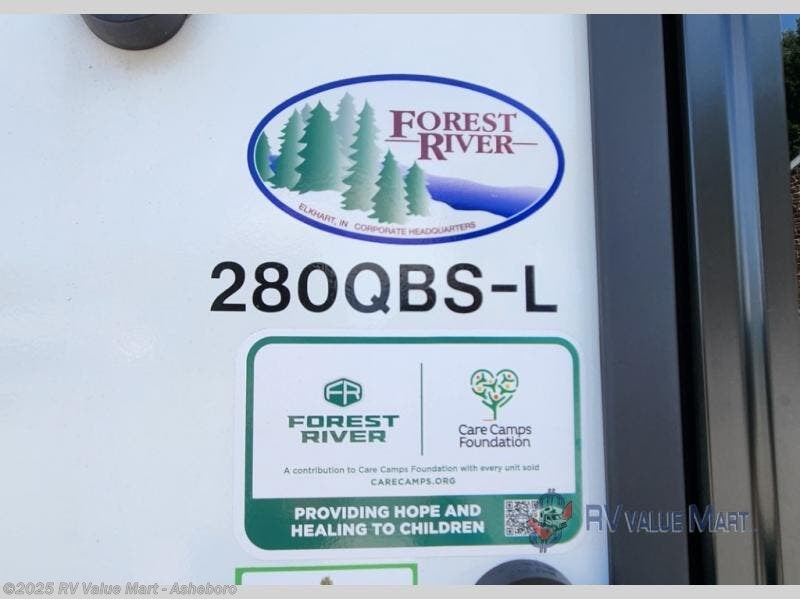 FOREST
RIVER
ELKHART, IN CORPORATE HEADQUARTERS
280QBS-L
FR
FOREST
RIVER
Care Camps
Foundation
A contribution to Care Camps Foundation with every unit sold
CARECAMPS.ORG
PROVIDING HOPE AND
HEALING TO CHILDREN
RV VALUE MART
©2025 RV Value Mart - Asheboro